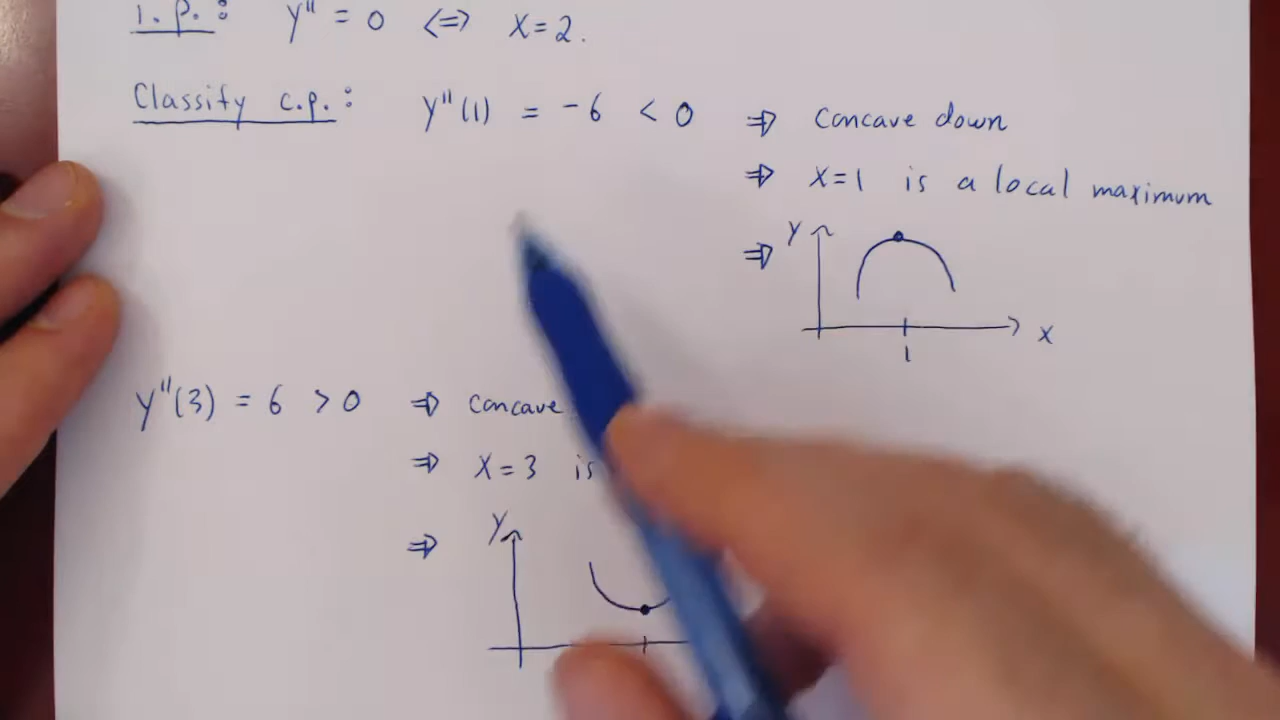 I.p.: y'' = 0 <=> x=2.
Classify c.p.: y''(1) = -6 < 0 => Concave down
=> x=1 is a local maximum
=> y
x
1
y''(3) = 6 > 0 => Concave
=> x=3 is
=> y